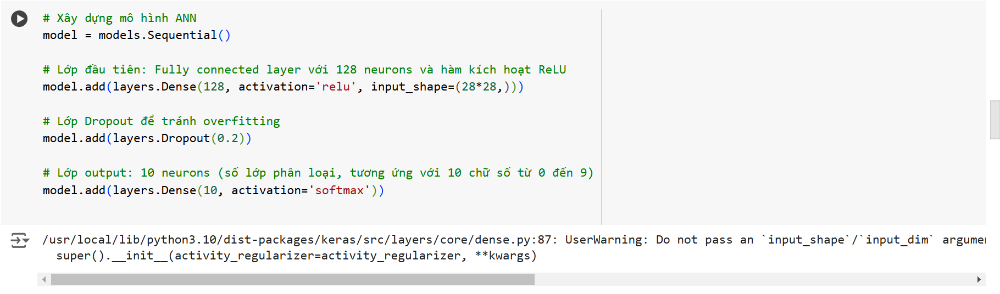 # Xây dựng mô hình ANN
model = models.Sequential()
# Lớp đầu tiên: Fully connected layer với 128 neurons và hàm kích hoạt ReLU
model.add(layers.Dense(128, activation='relu', input_shape=(28*28,)))
# Lớp Dropout để tránh overfitting
model.add(layers.Dropout(0.2))
# Lớp output: 10 neurons (số lớp phân loại, tương ứng với 10 chữ số từ 0 đến 9)
model.add(layers.Dense(10, activation='softmax'))
/usr/local/lib/python3.10/dist-packages/keras/src/layers/core/dense.py:87: UserWarning: Do not pass an `input_shape`/`input_dim` argumen
super().__init__(activity_regularizer=activity_regularizer, **kwargs)